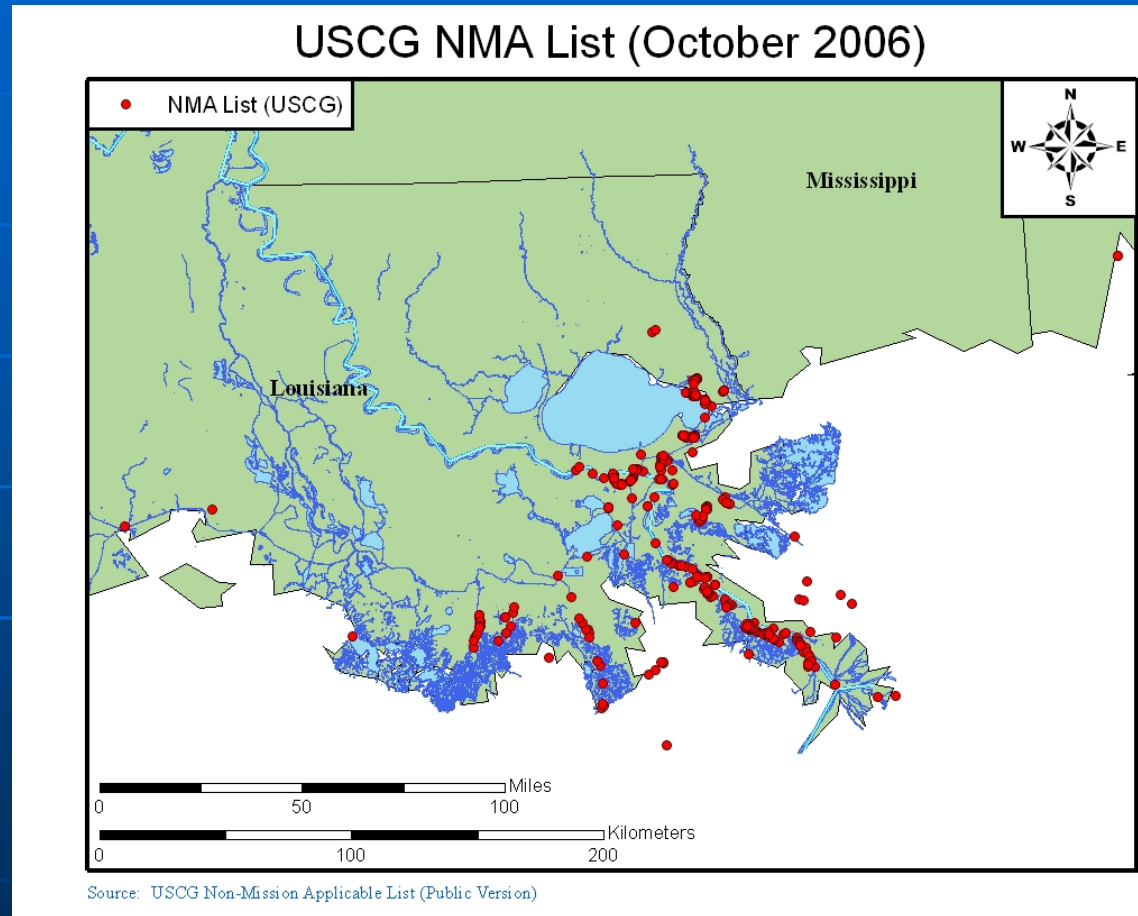 USCG NMA List (October 2006)
NMA List (USCG)
N
W E
S
Mississippi
Louisiana
Miles
0 50 100
Kilometers
0 100 200
Source: USCG Non-Mission Applicable List (Public Version)